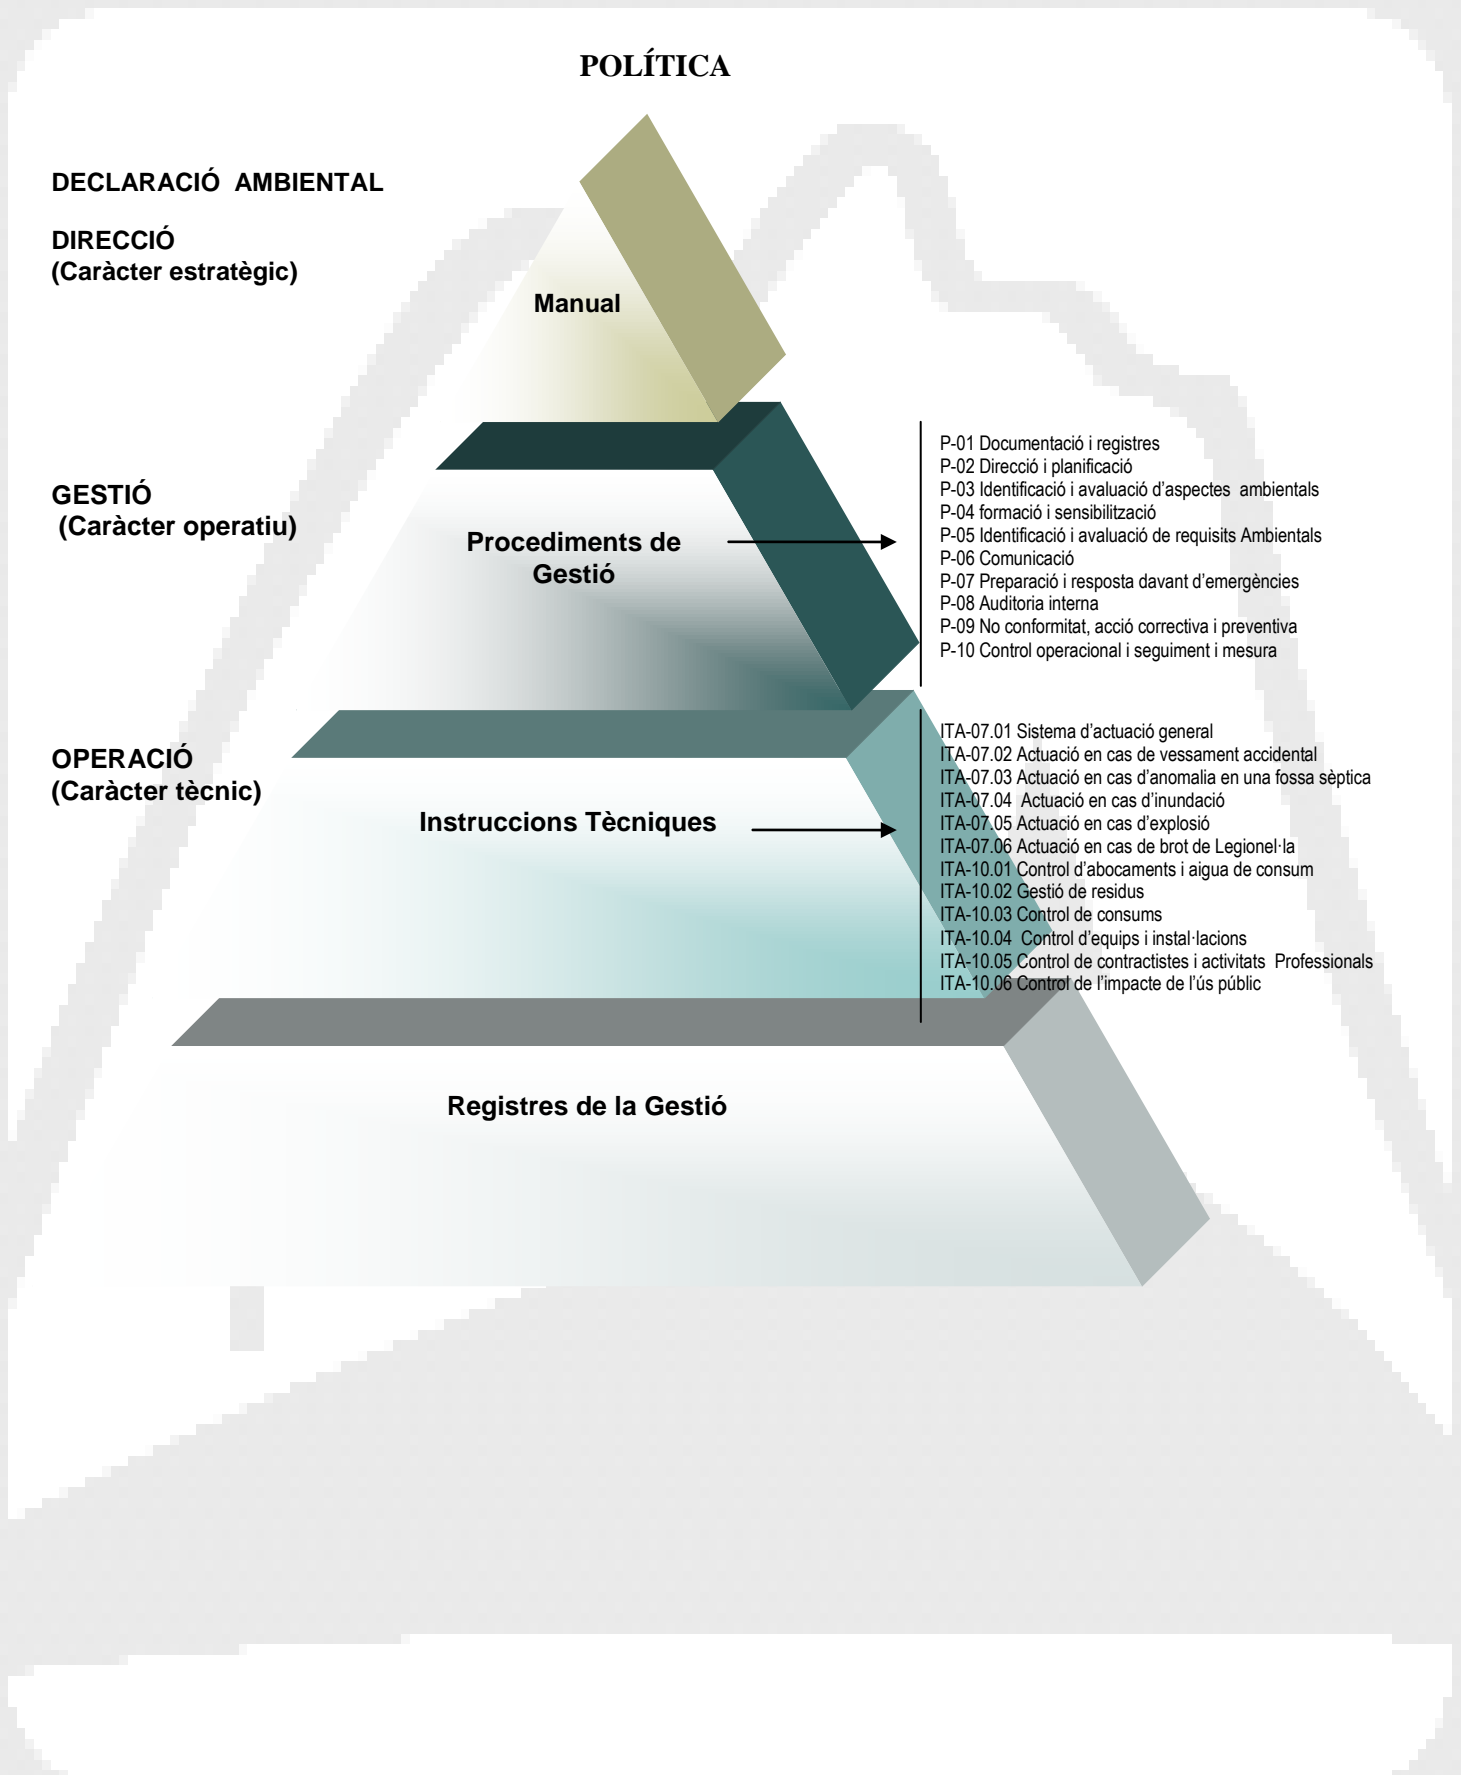 POLÍTICA
DECLARACIÓ  AMBIENTAL
DIRECCIÓ
(Caràcter estratègic)
Manual
GESTIÓ
(Caràcter operatiu)
Procediments de
Gestió
P-01 Documentació i registres
P-02 Direcció i planificació
P-03 Identificació i avaluació d’aspectes  ambientals
P-04 formació i sensibilització
P-05 Identificació i avaluació de requisits Ambientals
P-06 Comunicació
P-07 Preparació i resposta davant d’emergències
P-08 Auditoria interna
P-09 No conformitat, acció correctiva i preventiva
P-10 Control operacional i seguiment i mesura
OPERACIÓ
(Caràcter tècnic)
Instruccions Tècniques
ITA-07.01 Sistema d’actuació general
ITA-07.02 Actuació en cas de vessament accidental
ITA-07.03 Actuació en cas d’anomalia en una fossa sèptica
ITA-07.04  Actuació en cas d’inundació
ITA-07.05 Actuació en cas d’explosió
ITA-07.06 Actuació en cas de brot de Legionel·la
ITA-10.01 Control d’abocaments i aigua de consum
ITA-10.02 Gestió de residus
ITA-10.03 Control de consums
ITA-10.04  Control d’equips i instal·lacions
ITA-10.05 Control de contractistes i activitats  Professionals
ITA-10.06 Control de l’impacte de l’ús públic
Registres de la Gestió